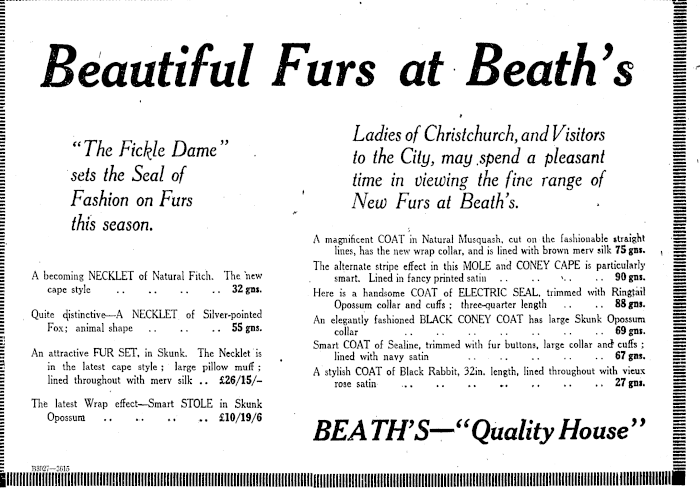 Beautiful Furs at Beath's
"The Fickle Dame"
sets the Seal of
Fashion on Furs
this season.
A becoming NECKLET of Natural Fitch. The new
cape style .. .. .. .. 32 gns.
Quite distinctive—A NECKLET of Silver-pointed
Fox; animal shape .. .. .. 55 gns.
An attractive FUR SET, in Skunk. The Necklet is
in the latest cape style; large pillow muff;
lined throughout with merv silk .. £26/15/-
The latest Wrap effect—Smart STOLE in Skunk
Opossum .. .. .. .. £10/19/6
Ladies of Christchurch, and Visitors
to the City, may spend a pleasant
time in viewing the fine range of
New Furs at Beath's.
A magnificent COAT in Natural Musquash, cut on the fashionable straight
lines, has the new wrap collar, and is lined with brown merv silk 75 gns.
The alternate stripe effect in this MOLE and CONEY CAPE is particularly
smart. Lined in fancy printed satin .. .. .. .. 90 gns.
Here is a handsome COAT of ELECTRIC SEAL, trimmed with Ringtail
Opossum collar and cuffs; three-quarter length .. .. 88 gns.
An elegantly fashioned BLACK CONEY COAT has large Skunk Opossum
collar .. .. .. .. .. .. .. 69 gns.
Smart COAT of Sealine, trimmed with fur buttons, large collar and cuffs;
lined with navy satin .. .. .. .. .. .. 67 gns.
A stylish COAT of Black Rabbit, 32in. length, lined throughout with vieux
rose satin .. .. .. .. .. .. .. 27 gns.
BEATH'S—"Quality House"